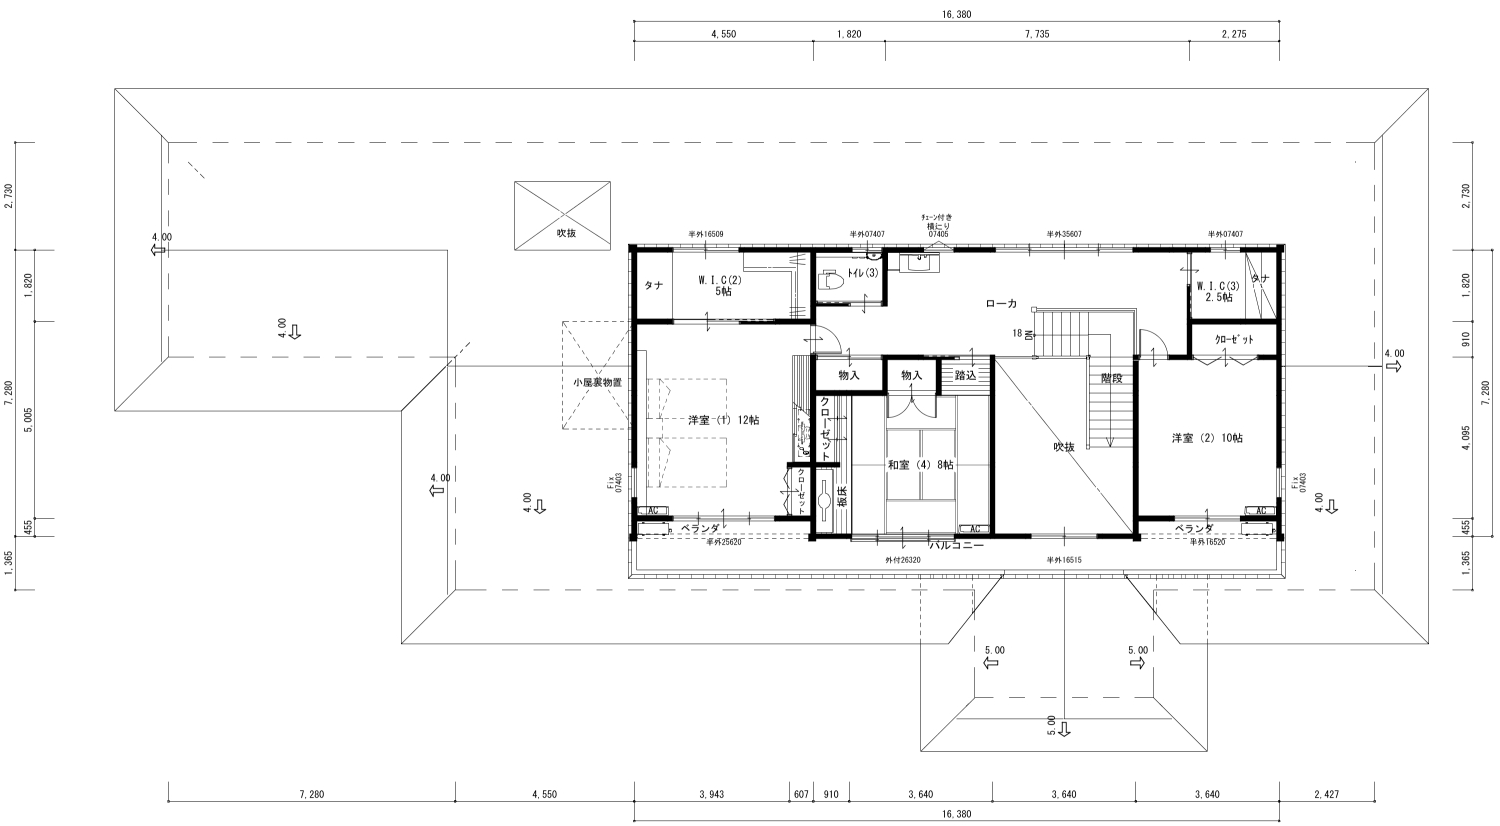 16,380
4,550
1,820
7,735
2,275
2,730
1,820
7,280
5,005
455
1,365
2,730
1,820
910
7,280
4,095
455
1,365
4.00
4.00
4.00
4.00
4.00
4.00
吹抜
小屋裏物置
半外16509
半外07407
ﾁｪｰﾝ付き
横辷り
07405
半外35607
半外07407
タナ
W.I.C(2)
5帖
ﾄｲﾚ(3)
ローカ
W.I.C(3)
2.5帖
タナ
18
DN
ｸﾛｰｾﾞｯﾄ
物入
物入
踏込
階段
洋室 (1) 12帖
クローゼット
和室 (4) 8帖
吹抜
洋室 (2) 10帖
クローゼット
板床
Fix
07403
Fix
07403
AC
AC
AC
ベランダ
半外25620
バルコニー
外付26320
半外16515
ベランダ
半外16520
5.00
5.00
5.00
7,280
4,550
3,943
607
910
3,640
3,640
3,640
2,427
16,380